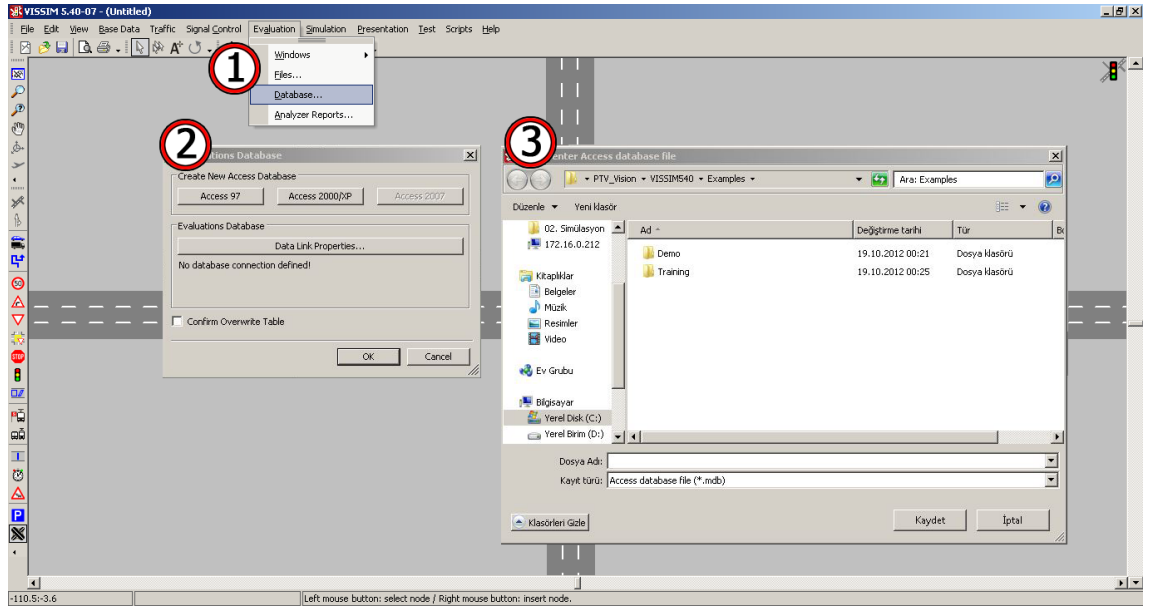 VISSIM 5.40-07 - (Untitled)
File Edit View Base Data Traffic Signal Control Evaluation Simulation Presentation Test Scripts Help
1
Windows
Files...
Database...
Analyzer Reports...
2
tions Database
Create New Access Database
Access 97 Access 2000/XP Access 2007
Evaluations Database
Data Link Properties...
No database connection defined!
Confirm Overwrite Table
OK Cancel
3
nter Access database file
PTV_Vision VISSIM540 Examples Ara: Examples
Düzenle Yeni klasör
02. Simülasyon
172.16.0.212
Kitaplıklar
Belgeler
Müzik
Resimler
Video
Ev Grubu
Bilgisayar
Yerel Disk (C:)
Yerel Birim (D:)
Ad Değiştirme tarihi Tür
Demo 19.10.2012 00:21 Dosya klasörü
Training 19.10.2012 00:25 Dosya klasörü
Dosya Adı:
Kayıt türü: Access database file (*.mdb)
Klasörleri Gizle Kaydet İptal
50
STOP
P
-110.5:-3.6 Left mouse button: select node / Right mouse button: insert node.